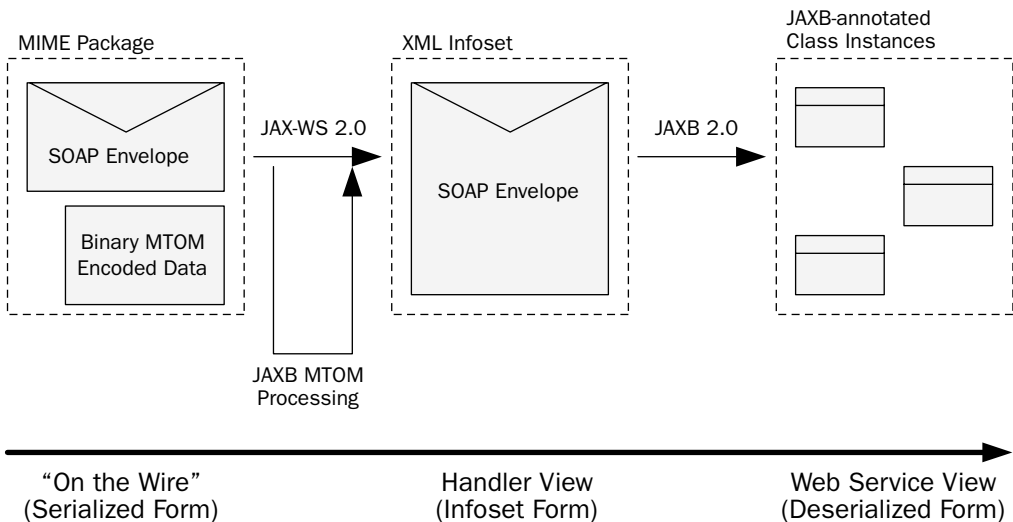 MIME Package
SOAP Envelope
Binary MTOM
Encoded Data
JAX-WS 2.0
JAXB MTOM
Processing
XML Infoset
SOAP Envelope
JAXB 2.0
JAXB-annotated
Class Instances
“On the Wire”
(Serialized Form)
Handler View
(Infoset Form)
Web Service View
(Deserialized Form)